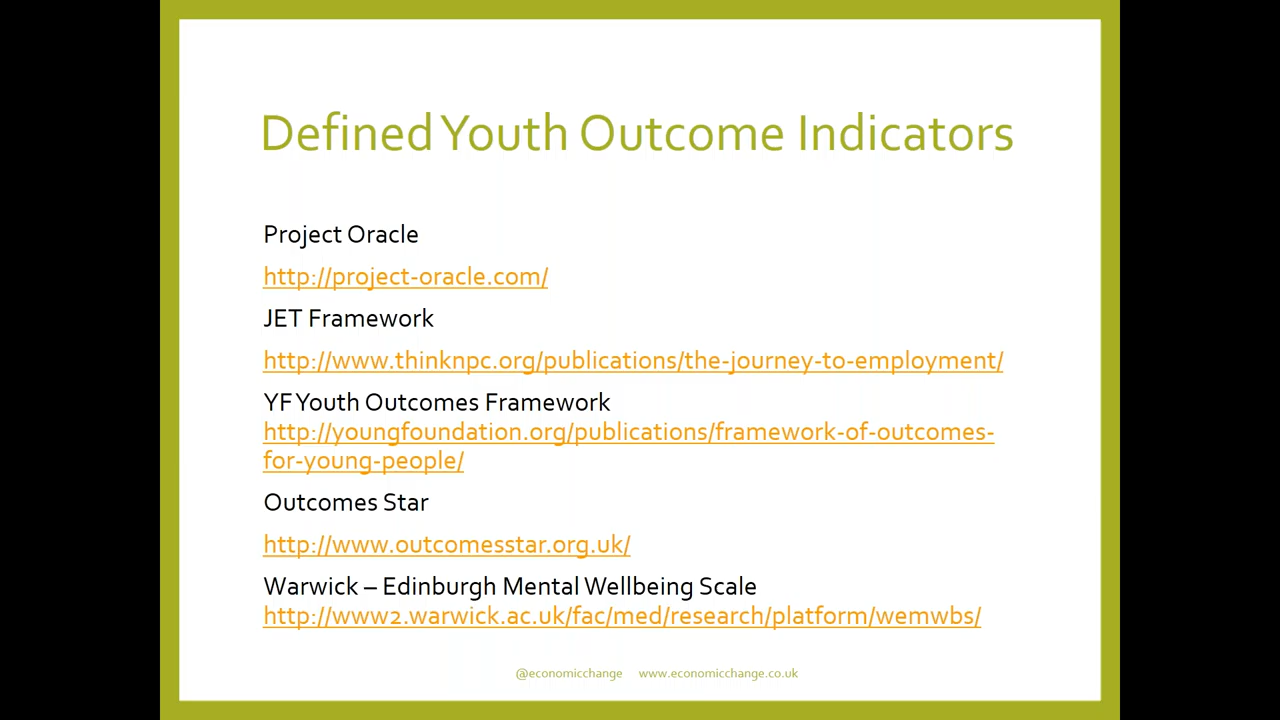 Defined Youth Outcome Indicators
Project Oracle
http://project-oracle.com/
JET Framework
http://www.thinknpc.org/publications/the-journey-to-employment/
YF Youth Outcomes Framework
http://youngfoundation.org/publications/framework-of-outcomes-
for-young-people/
Outcomes Star
http://www.outcomesstar.org.uk/
Warwick – Edinburgh Mental Wellbeing Scale
http://www2.warwick.ac.uk/fac/med/research/platform/wemwbs/
@economicchange www.economicchange.co.uk